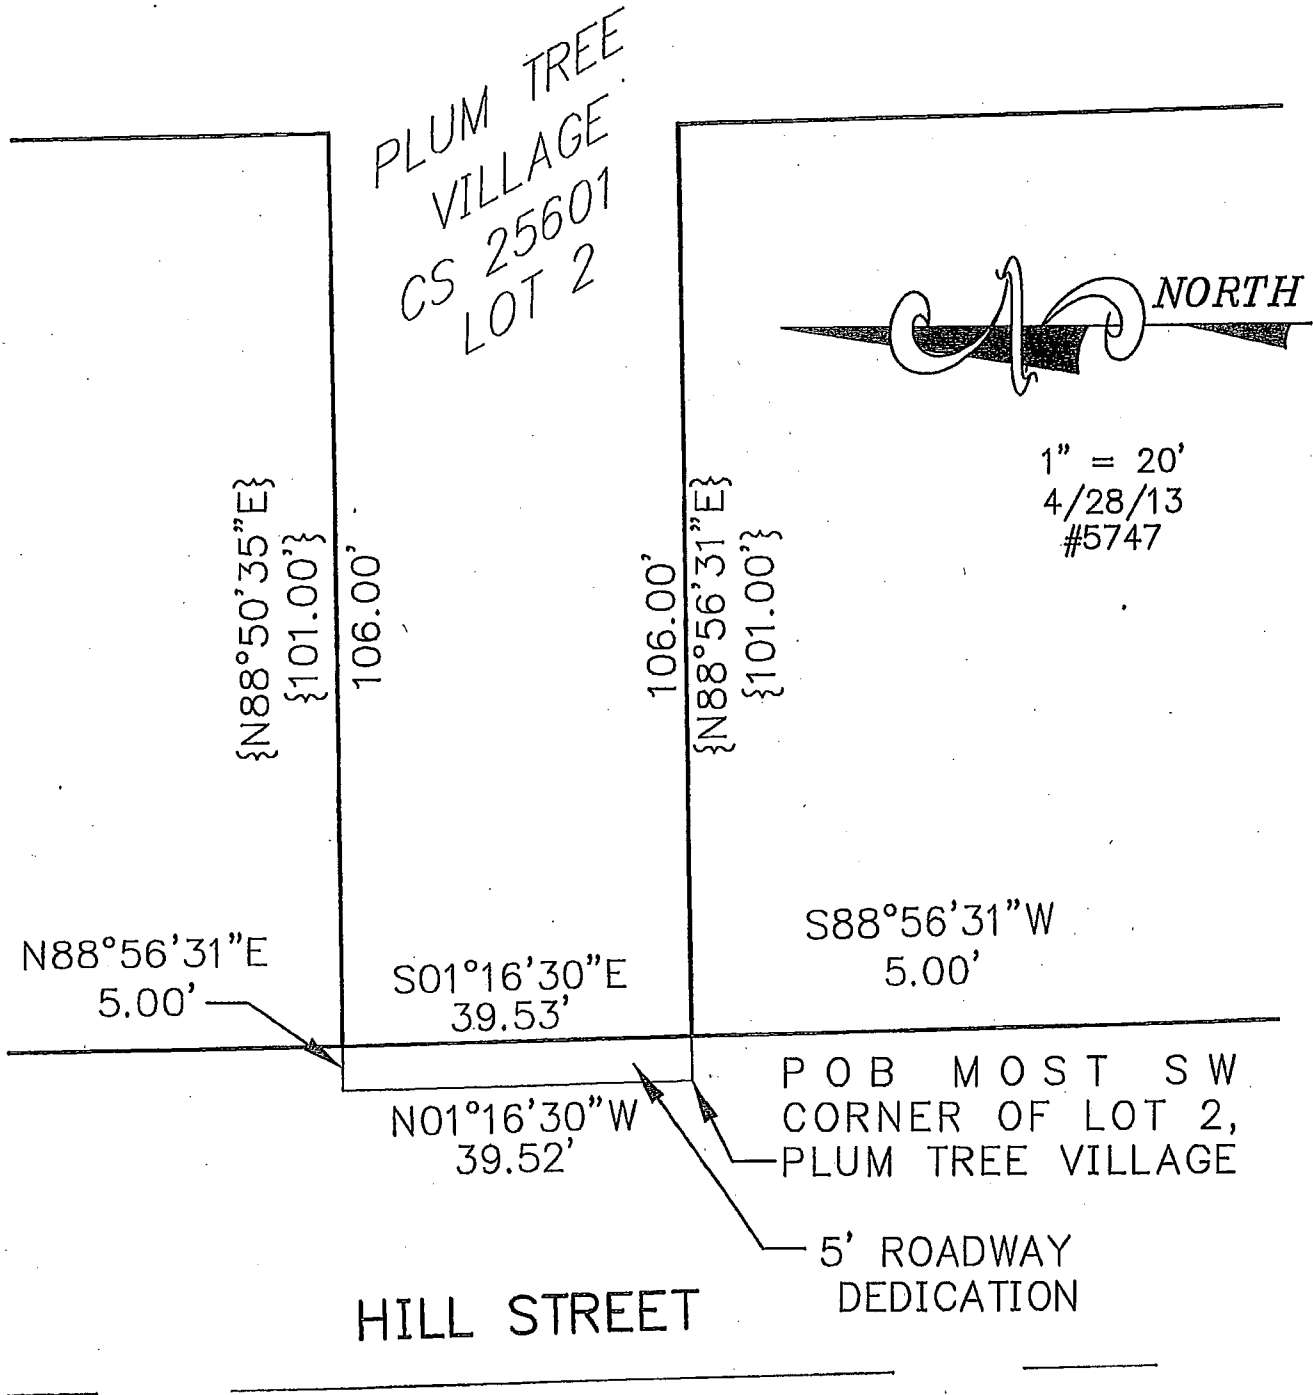 PLUM TREE
VILLAGE
CS 25601
LOT 2
NORTH
1" = 20'
4/28/13
#5747
{N88°50'35"E}
{101.00'}
106.00'
106.00'
{N88°56'31"E}
{101.00'}
N88°56'31"E
5.00'
S01°16'30"E
39.53'
S88°56'31"W
5.00'
N01°16'30"W
39.52'
POB MOST SW
CORNER OF LOT 2,
PLUM TREE VILLAGE
5' ROADWAY
DEDICATION
HILL STREET